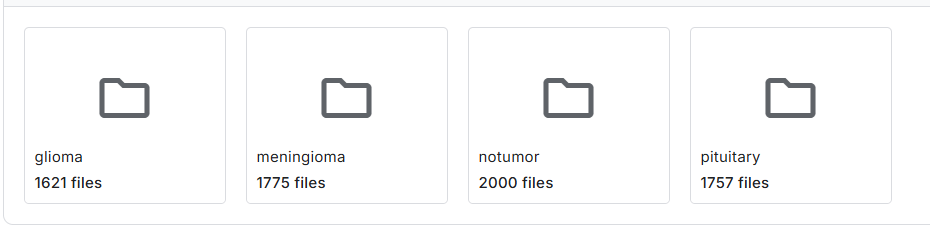 glioma
1621 files
meningioma
1775 files
notumor
2000 files
pituitary
1757 files